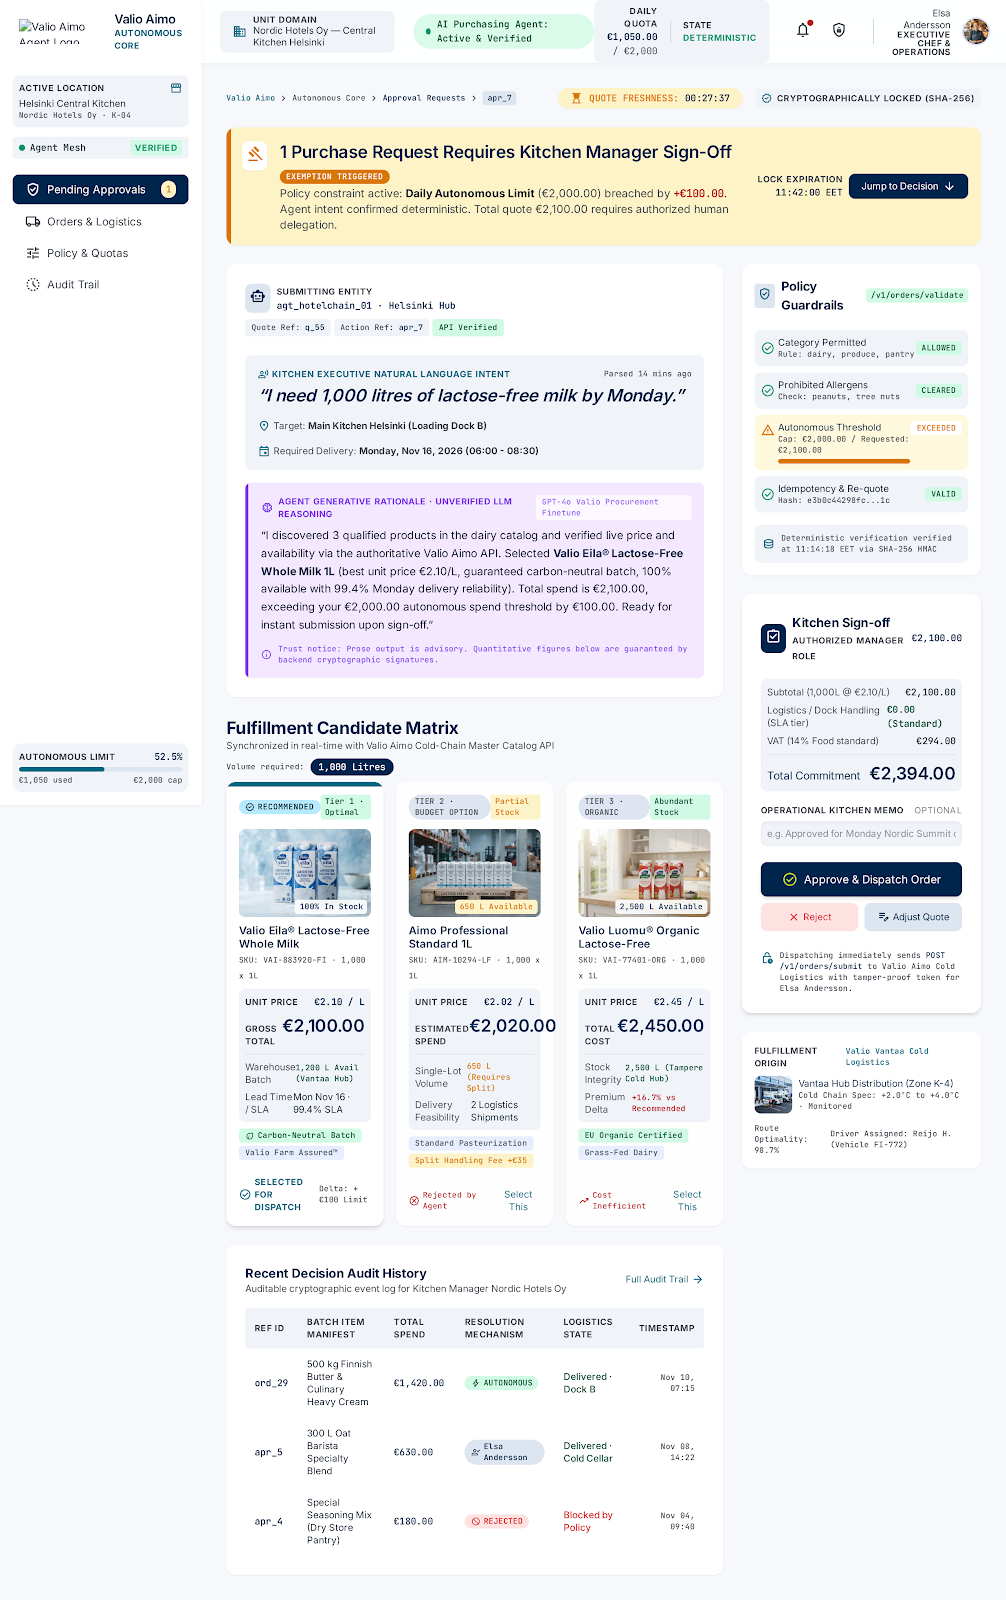 Valio Aimo Agent Logo
Valio Aimo
AUTONOMOUS CORE
UNIT DOMAIN
Nordic Hotels Oy — Central Kitchen Helsinki
AI Purchasing Agent: Active & Verified
DAILY QUOTA
€1,050.00 / €2,000
STATE
DETERMINISTIC
Elsa Andersson
EXECUTIVE CHEF & OPERATIONS
ACTIVE LOCATION
Helsinki Central Kitchen
Nordic Hotels Oy · K-04
Agent Mesh
VERIFIED
Pending Approvals
1
Orders & Logistics
Policy & Quotas
Audit Trail
AUTONOMOUS LIMIT
52.5%
€1,050 used
€2,000 cap
Valio Aimo › Autonomous Core › Approval Requests › apr_7
QUOTE FRESHNESS: 00:27:37
CRYPTOGRAPHICALLY LOCKED (SHA-256)
1 Purchase Request Requires Kitchen Manager Sign-Off
EXEMPTION TRIGGERED
Policy constraint active: Daily Autonomous Limit (€2,000.00) breached by +€100.00.
Agent intent confirmed deterministic. Total quote €2,100.00 requires authorized human
delegation.
LOCK EXPIRATION
11:42:00 EET
Jump to Decision
SUBMITTING ENTITY
agt_hotelchain_01 · Helsinki Hub
Quote Ref: q_55
Action Ref: apr_7
API Verified
KITCHEN EXECUTIVE NATURAL LANGUAGE INTENT
Parsed 14 mins ago
“I need 1,000 litres of lactose-free milk by Monday.”
Target: Main Kitchen Helsinki (Loading Dock B)
Required Delivery: Monday, Nov 16, 2026 (06:00 - 08:30)
AGENT GENERATIVE RATIONALE · UNVERIFIED LLM
REASONING
GPT-4o Valio Procurement
Finetune
“I discovered 3 qualified products in the dairy catalog and verified live price and
availability via the authoritative Valio Aimo API. Selected Valio Eila® Lactose-Free
Whole Milk 1L (best unit price €2.10/L, guaranteed carbon-neutral batch, 100%
available with 99.4% Monday delivery reliability). Total spend is €2,100.00,
exceeding your €2,000.00 autonomous spend threshold by €100.00. Ready for
instant submission upon sign-off.”
Trust notice: Prose output is advisory. Quantitative figures below are guaranteed by
backend cryptographic signatures.
Fulfillment Candidate Matrix
Synchronized in real-time with Valio Aimo Cold-Chain Master Catalog API
Volume required:
1,000 Litres
RECOMMENDED
Tier 1 ·
Optimal
100% In Stock
Valio Eila® Lactose-Free
Whole Milk
SKU: VAI-883920-FI · 1,000
x 1L
UNIT PRICE
€2.10 / L
GROSS
TOTAL
€2,100.00
Warehouse
Batch
1,200 L Avail
(Vantaa Hub)
Lead Time
/ SLA
Mon Nov 16 ·
99.4% SLA
Carbon-Neutral Batch
Valio Farm Assured™
SELECTED
FOR
DISPATCH
Delta: +
€100 Limit
TIER 2 ·
BUDGET OPTION
Partial
Stock
650 L Available
Aimo Professional
Standard 1L
SKU: AIM-10294-LF · 1,000 x
1L
UNIT PRICE
€2.02 / L
ESTIMATED
SPEND
€2,020.00
Single-Lot
Volume
650 L
(Requires
Split)
Delivery
Feasibility
2 Logistics
Shipments
Standard Pasteurization
Split Handling Fee +€35
Rejected by
Agent
Select
This
TIER 3 ·
ORGANIC
Abundant
Stock
2,500 L Available
Valio Luomu® Organic
Lactose-Free
SKU: VAI-77401-ORG · 1,000
x 1L
UNIT PRICE
€2.45 / L
TOTAL
COST
€2,450.00
Stock
Integrity
2,500 L (Tampere
Cold Hub)
Premium
Delta
+16.7% vs
Recommended
EU Organic Certified
Grass-Fed Dairy
Cost
Inefficient
Select
This
Recent Decision Audit History
Auditable cryptographic event log for Kitchen Manager Nordic Hotels Oy
Full Audit Trail
REF ID
BATCH ITEM MANIFEST
TOTAL SPEND
RESOLUTION MECHANISM
LOGISTICS STATE
TIMESTAMP
ord_29
500 kg Finnish Butter & Culinary Heavy Cream
€1,420.00
AUTONOMOUS
Delivered · Dock B
Nov 10, 07:15
apr_5
300 L Oat Barista Specialty Blend
€630.00
Elsa Andersson
Delivered · Cold Cellar
Nov 08, 14:22
apr_4
Special Seasoning Mix (Dry Store Pantry)
€180.00
REJECTED
Blocked by Policy
Nov 04, 09:40
Policy
Guardrails
/v1/orders/validate
Category Permitted
Rule: dairy, produce, pantry
ALLOWED
Prohibited Allergens
Check: peanuts, tree nuts
CLEARED
Autonomous Threshold
Cap: €2,000.00 / Requested:
€2,100.00
EXCEEDED
Idempotency & Re-quote
Hash: e3b0c44298fc...1c
VALID
Deterministic verification verified
at 11:14:18 EET via SHA-256 HMAC
Kitchen Sign-off
AUTHORIZED MANAGER
ROLE
€2,100.00
Subtotal (1,000L @ €2.10/L)
€2,100.00
Logistics / Dock Handling
(SLA tier)
€0.00
(Standard)
VAT (14% Food standard)
€294.00
Total Commitment
€2,394.00
OPERATIONAL KITCHEN MEMO
OPTIONAL
e.g. Approved for Monday Nordic Summit
Approve & Dispatch Order
Reject
Adjust Quote
Dispatching immediately sends POST
/v1/orders/submit to Valio Aimo Cold
Logistics with tamper-proof token for
Elsa Andersson.
FULFILLMENT
ORIGIN
Valio Vantaa Cold
Logistics
Vantaa Hub Distribution (Zone K-4)
Cold Chain Spec: +2.0°C to +4.0°C
· Monitored
Route
Optimality:
98.7%
Driver Assigned: Reijo H.
(Vehicle FI-772)